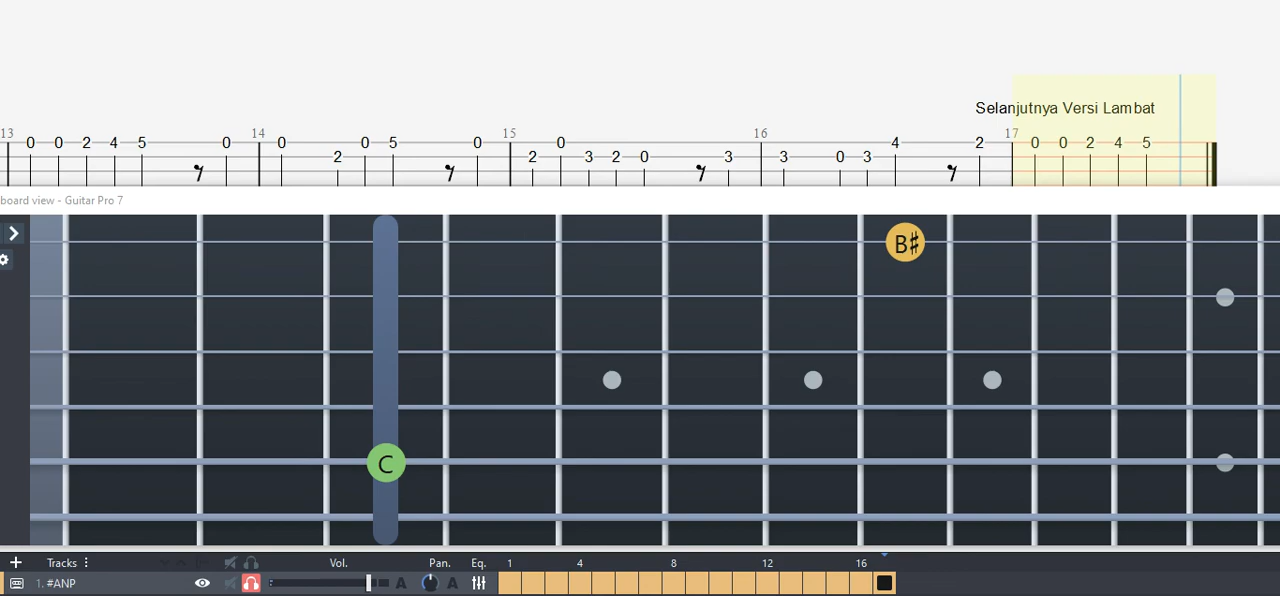 Selanjutnya Versi Lambat
13 14 15 16 17
0 0 2 4 5 0 0 0 5 0 0 4 2 0 0 2 4 5
2 2 3 2 0 3 3 0 3
board view - Guitar Pro 7
B♯
C
+ Tracks Vol. Pan. Eq. 1 4 8 12 16
1. #ANP A A